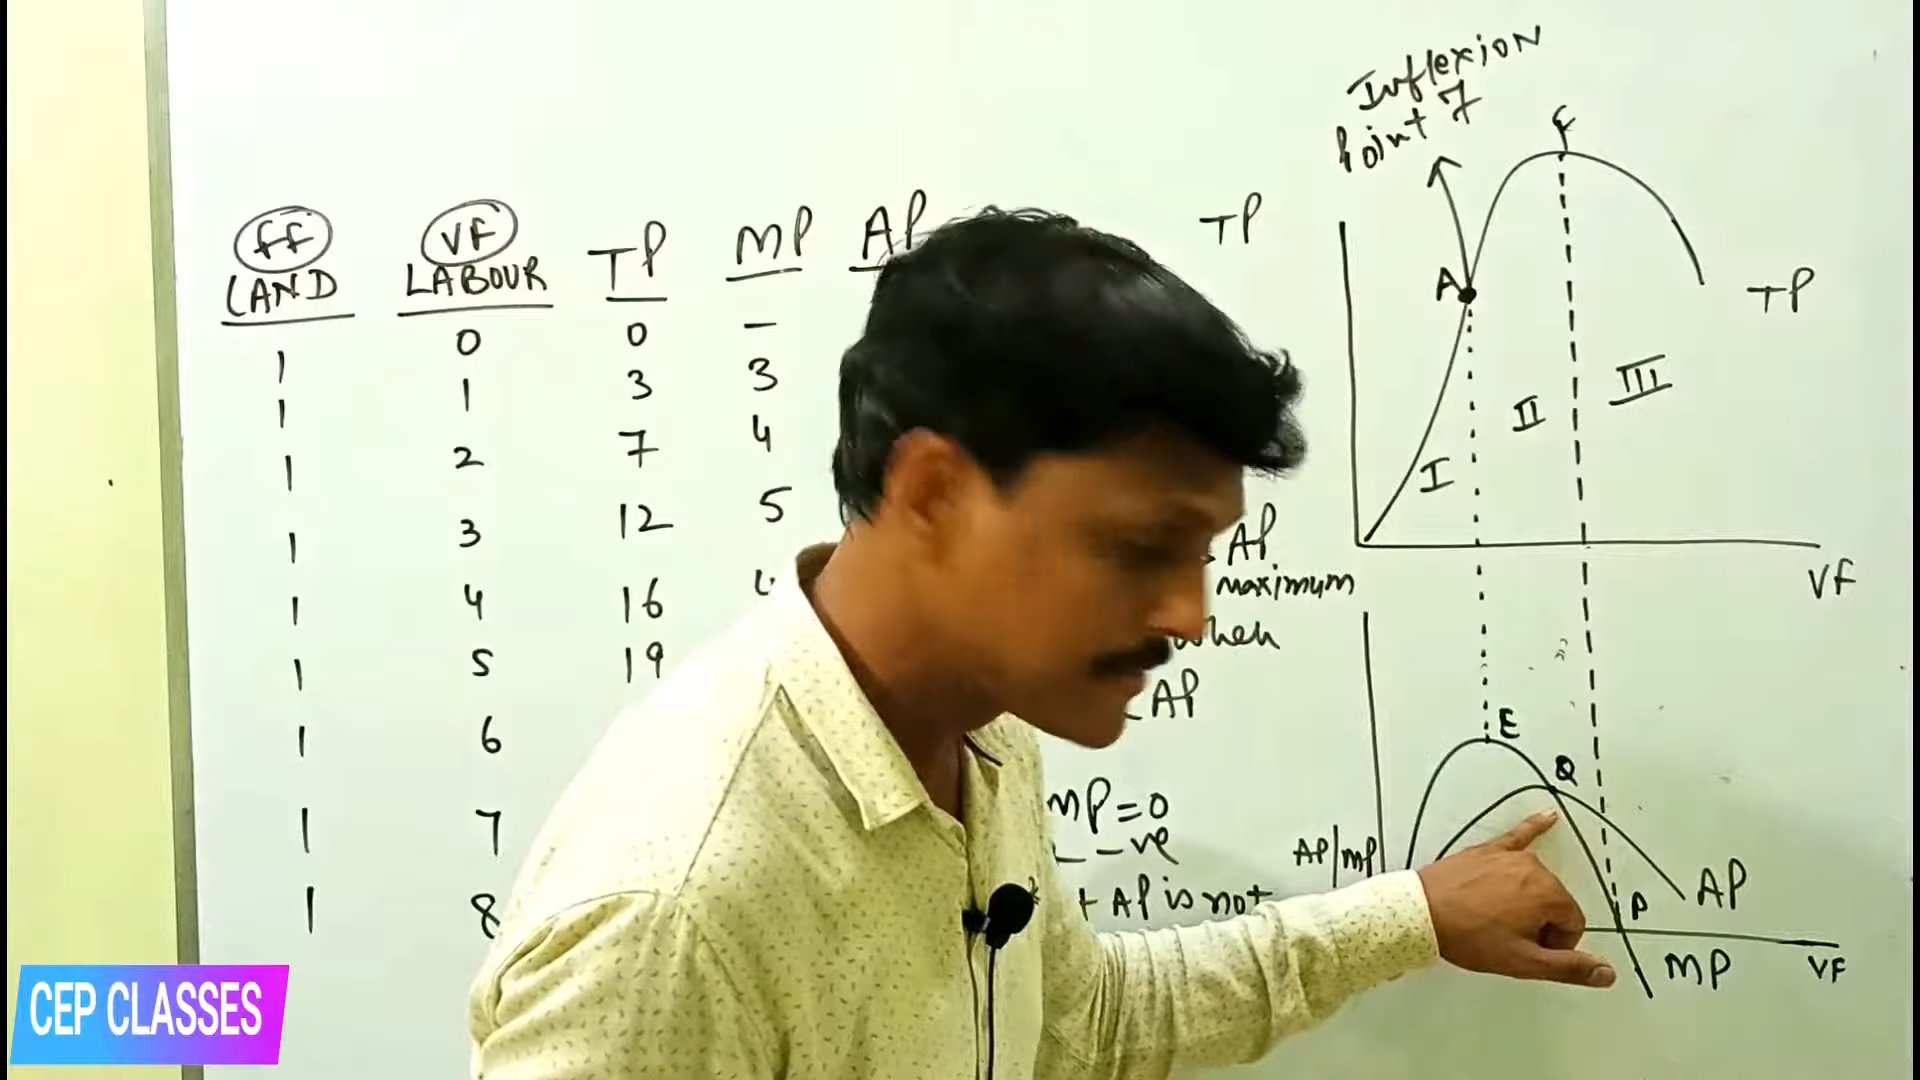 Inflexion
Point 7
F
FF VF TP MP AP TP
LAND LABOUR
A TP
1 0 0 –
1 1 3 3
1 2 7 4
III
II
I
1 3 12 5
AP
VF
1 4 16
maximum
when
1 5 19
AP
1 6
E
Q
1 7
MP=0
–ve
AP/MP
1 8
AP is not
AP
P
MP VF
CEP CLASSES